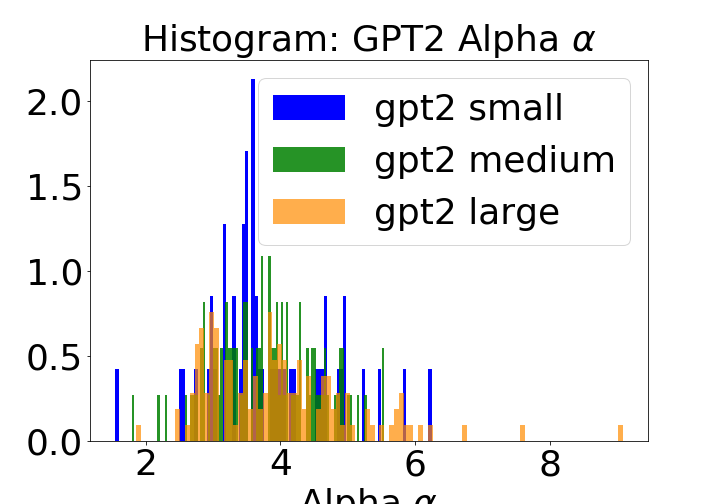 Histogram: GPT2 Alpha α
2.0
1.5
1.0
0.5
0.0
gpt2 small
gpt2 medium
gpt2 large
2 4 6 8
Alpha α